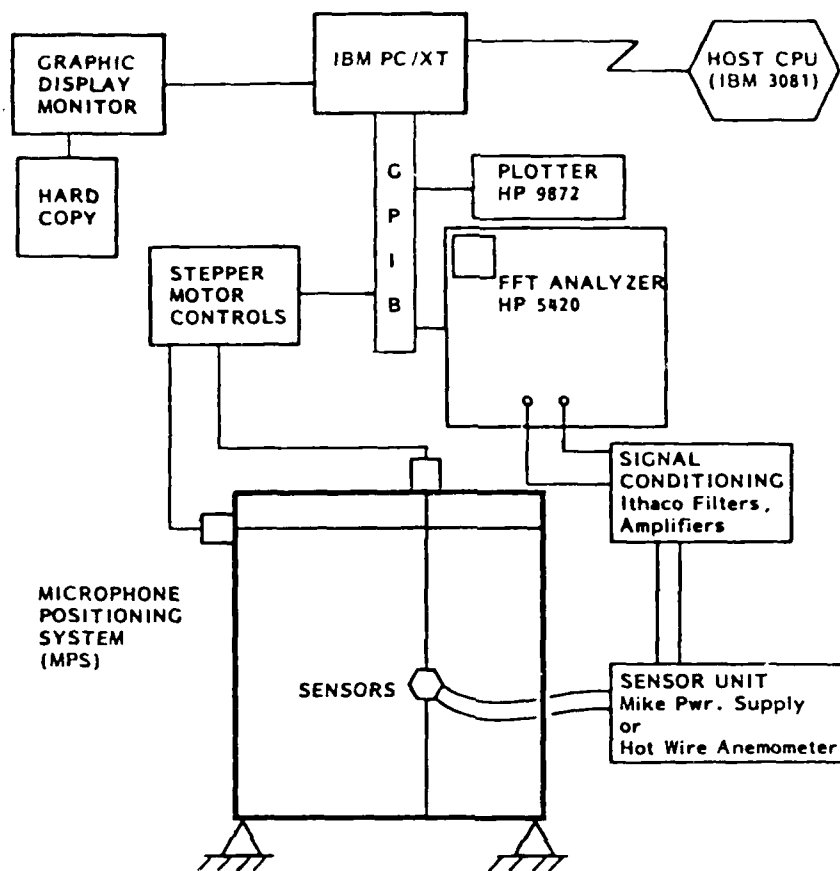 GRAPHIC
DISPLAY
MONITOR
IBM PC/XT
HOST CPU
(IBM 3081)
HARD
COPY
G
P
I
B
PLOTTER
HP 9872
STEPPER
MOTOR
CONTROLS
FFT ANALYZER
HP 5420
SIGNAL
CONDITIONING
Ithaco Filters,
Amplifiers
MICROPHONE
POSITIONING
SYSTEM
(MPS)
SENSORS
SENSOR UNIT
Mike Pwr. Supply
or
Hot Wire Anemometer